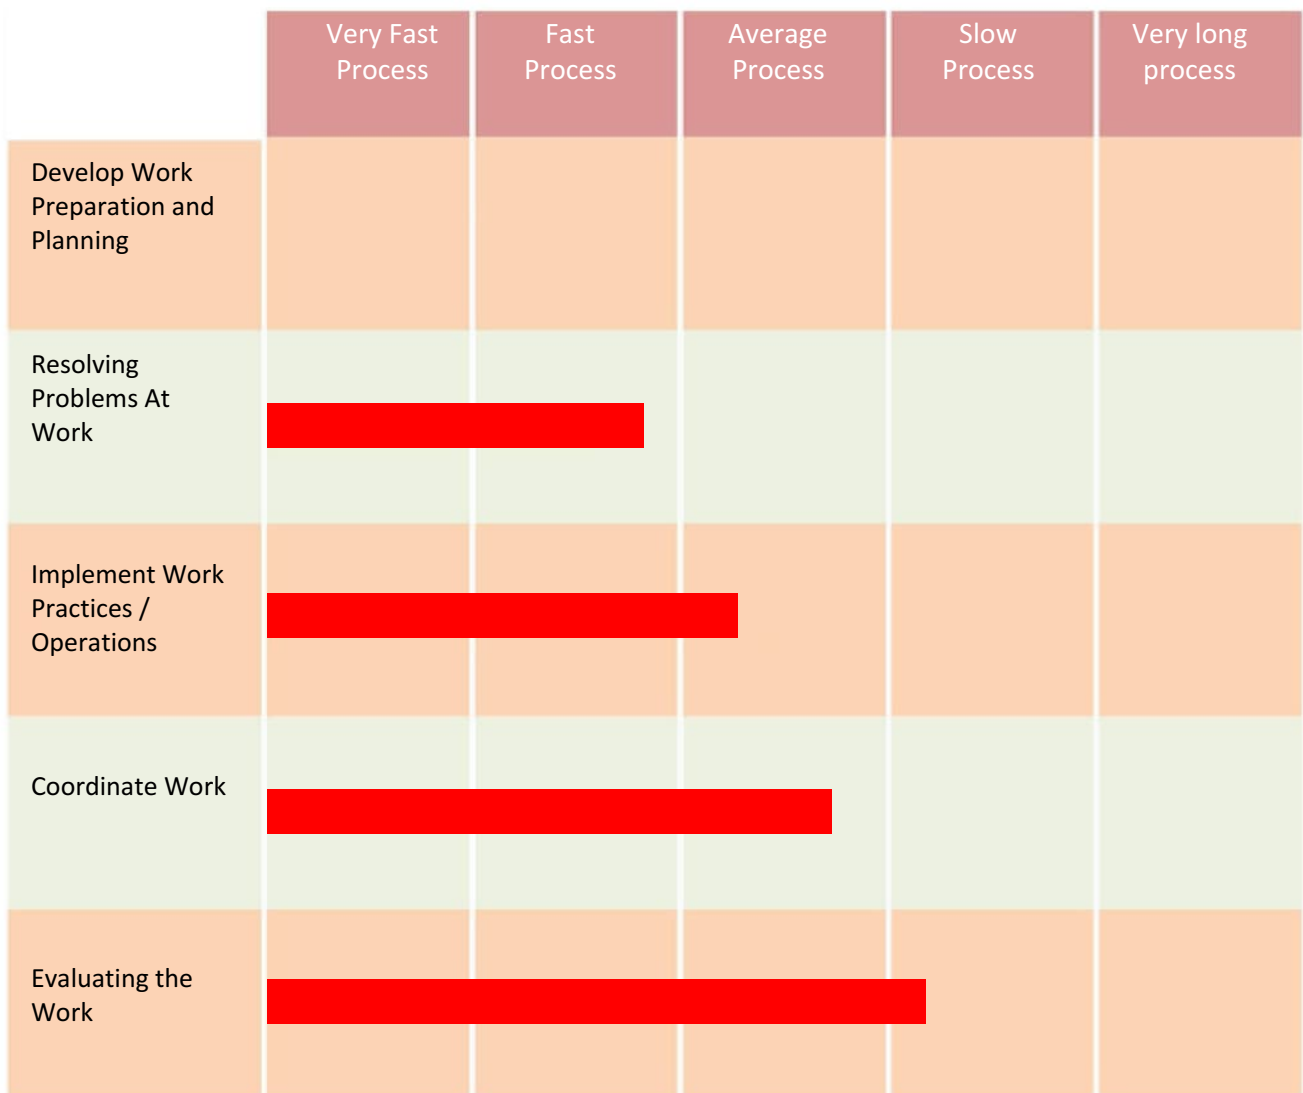 Very Fast
Process
Fast
Process
Average
Process
Slow
Process
Very long
process
Develop Work
Preparation and
Planning
Resolving
Problems At
Work
Implement Work
Practices /
Operations
Coordinate Work
Evaluating the
Work